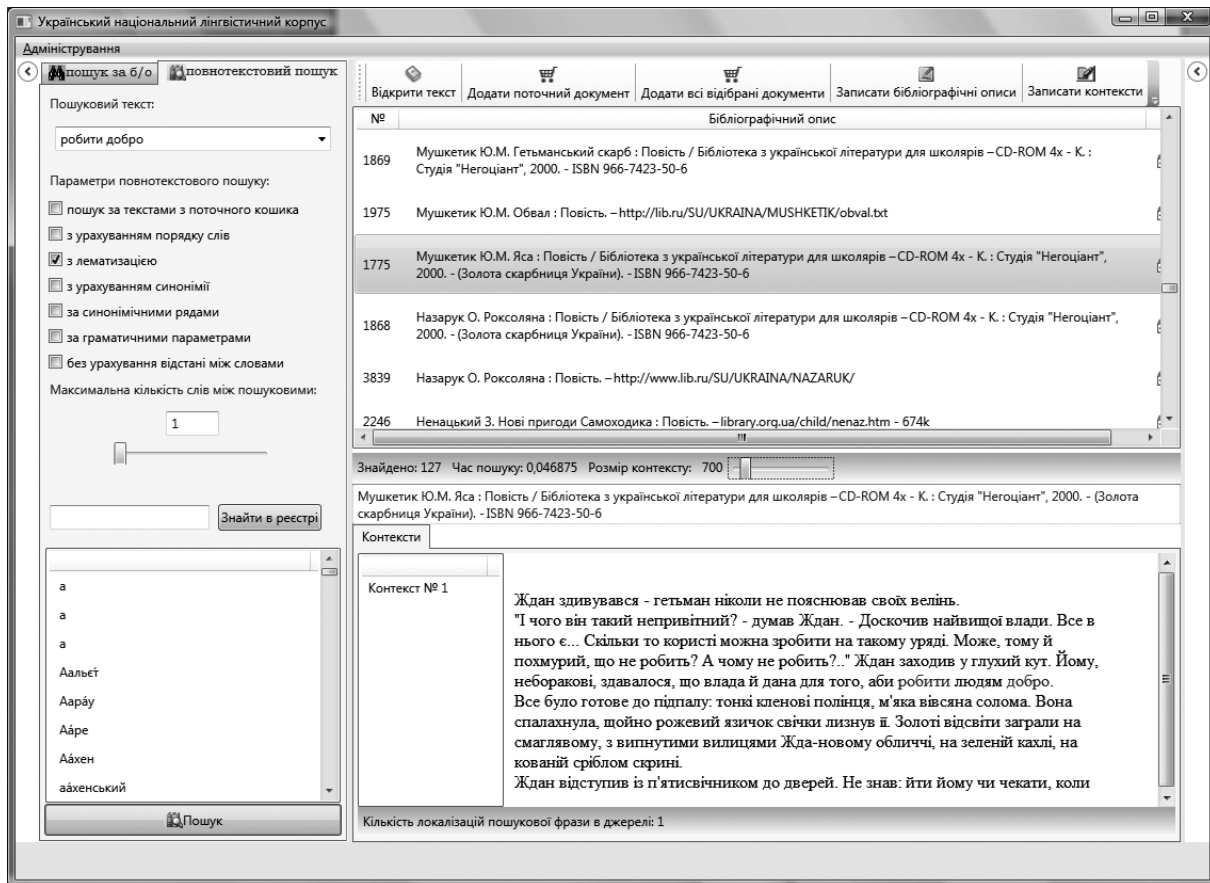 Український національний лінгвістичний корпус
Адміністрування
пошук за б/о
повнотекстовий пошук
Пошуковий текст:
робити добро
Параметри повнотекстового пошуку:
пошук за текстами з поточного кошика
з урахуванням порядку слів
з лематизацією
з урахуванням синонімії
за синонімічними рядами
за граматичними параметрами
без урахування відстані між словами
Максимальна кількість слів між пошуковими:
1
Знайти в реєстрі
а
а
а
Аальє́т
Аара́у
Аа́ре
Аа́хен
аа́хенський
Пошук
Відкрити текст
Додати поточний документ
Додати всі відібрані документи
Записати бібліографічні описи
Записати контексти
№
Бібліографічний опис
1869
Мушкетик Ю.М. Гетьманський скарб : Повість / Бібліотека з української літератури для школярів – CD-ROM 4x - К. :
Студія "Негоціант", 2000. - ISBN 966-7423-50-6
1975
Мушкетик Ю.М. Обвал : Повість. – http://lib.ru/SU/UKRAINA/MUSHKETIK/obval.txt
1775
Мушкетик Ю.М. Яса : Повість / Бібліотека з української літератури для школярів – CD-ROM 4x - К. : Студія "Негоціант",
2000. - (Золота скарбниця України). - ISBN 966-7423-50-6
1868
Назарук О. Роксоляна : Повість / Бібліотека з української літератури для школярів – CD-ROM 4x - К. : Студія "Негоціант",
2000. - (Золота скарбниця України). - ISBN 966-7423-50-6
3839
Назарук О. Роксоляна : Повість. – http://www.lib.ru/SU/UKRAINA/NAZARUK/
2246
Ненацький З. Нові пригоди Самоходика : Повість. – library.org.ua/child/nenaz.htm - 674k
Знайдено: 127 Час пошуку: 0,046875 Розмір контексту: 700
Мушкетик Ю.М. Яса : Повість / Бібліотека з української літератури для школярів – CD-ROM 4x - К. : Студія "Негоціант", 2000. - (Золота
скарбниця України). - ISBN 966-7423-50-6
Контексти
Контекст № 1
Ждан здивувався - гетьман ніколи не пояснював своїх велінь.
"І чого він такий непривітний? - думав Ждан. - Доскочив найвищої влади. Все в
нього є... Скільки то користі можна зробити на такому уряді. Може, тому й
похмурий, що не робить? А чому не робить?.." Ждан заходив у глухий кут. Йому,
неборакові, здавалося, що влада й дана для того, аби робити людям добро.
Все було готове до підпалу: тонкі кленові полінця, м'яка вівсяна солома. Вона
спалахнула, щойно рожевий язичок свічки лизнув її. Золоті відсвіти заграли на
смаглявому, з випнутими вилицями Жда-новому обличчі, на зеленій кахлі, на
кованій сріблом скрині.
Ждан відступив із п'ятисвічником до дверей. Не знав: йти йому чи чекати, коли
Кількість локалізацій пошукової фрази в джерелі: 1